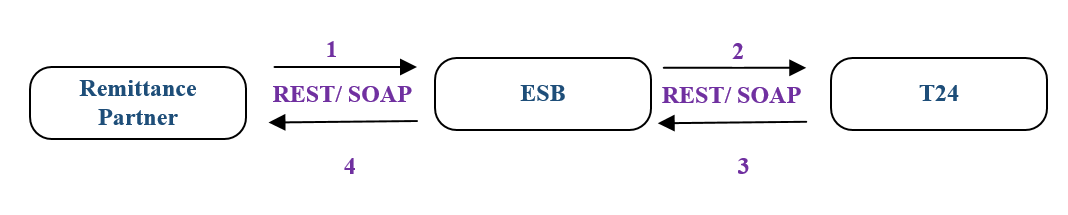 1
2
Remittance
Partner
REST/ SOAP
ESB
REST/ SOAP
T24
4
3